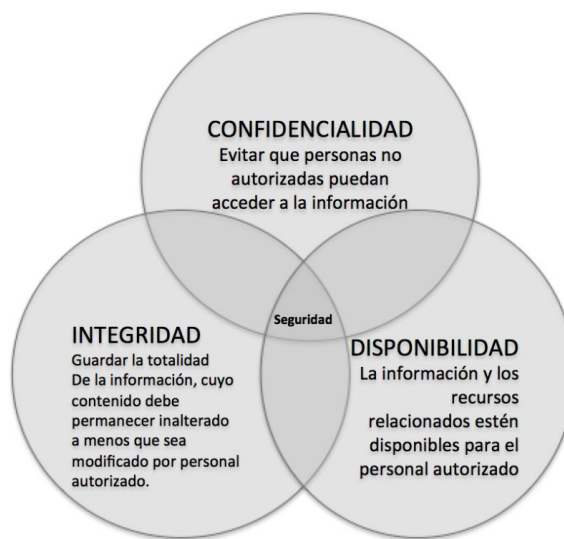 CONFIDENCIALIDAD
Evitar que personas no
autorizadas puedan
acceder a la información
Seguridad
INTEGRIDAD
Guardar la totalidad
De la información, cuyo
contenido debe
permanecer inalterado
a menos que sea
modificado por personal
autorizado.
DISPONIBILIDAD
La información y los
recursos
relacionados estén
disponibles para el
personal autorizado